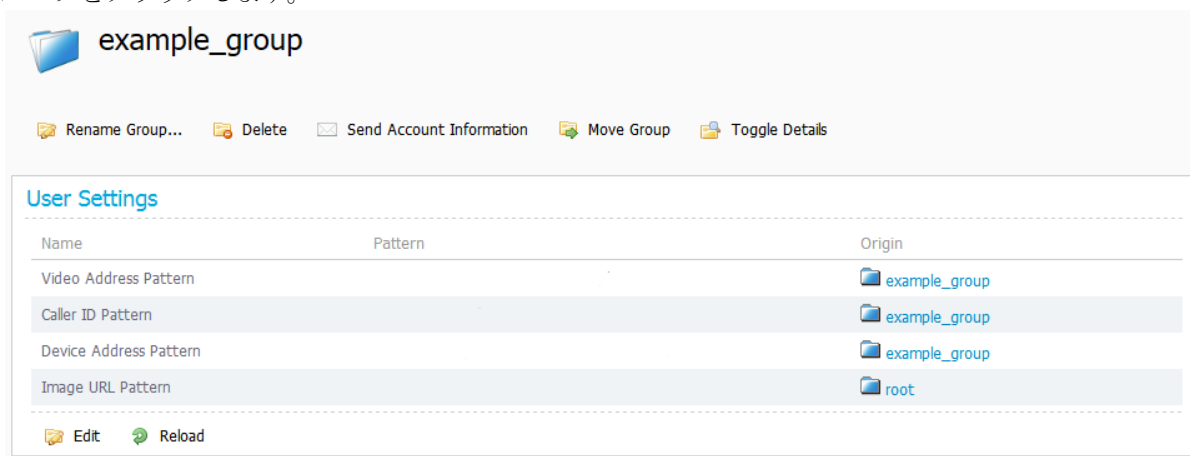 example_group
Rename Group... Delete Send Account Information Move Group Toggle Details
User Settings
Name Pattern Origin
Video Address Pattern example_group
Caller ID Pattern example_group
Device Address Pattern example_group
Image URL Pattern root
Edit Reload